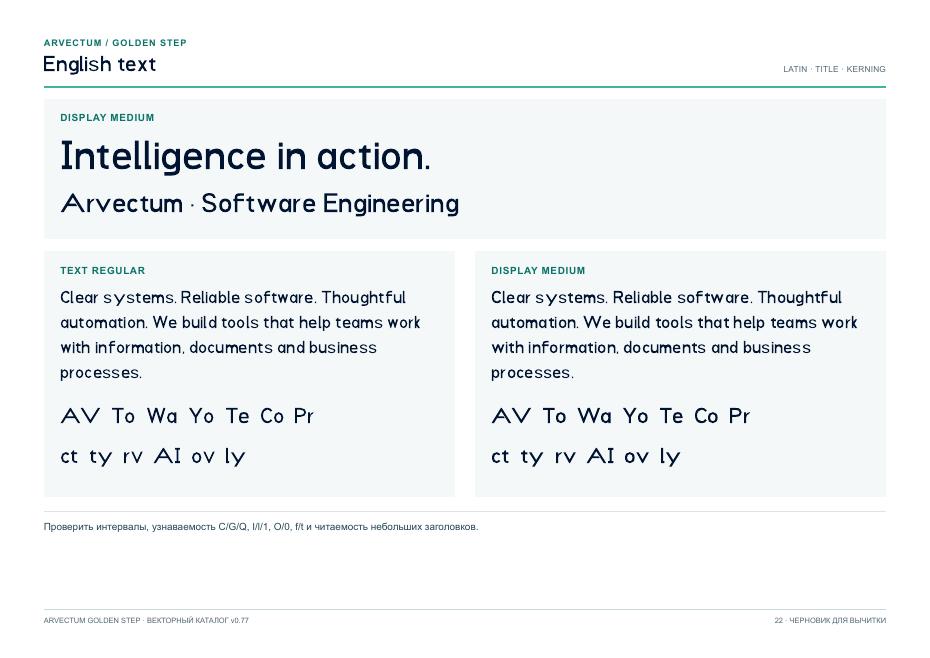 ARVECTUM / GOLDEN STEP
English text
LATIN · TITLE · KERNING
DISPLAY MEDIUM
Intelligence in action.
Arvectum · Software Engineering
TEXT REGULAR
Clear systems. Reliable software. Thoughtful
automation. We build tools that help teams work
with information, documents and business
processes.
AV To Wa Yo Te Co Pr
ct ty rv AI ov ly
DISPLAY MEDIUM
Clear systems. Reliable software. Thoughtful
automation. We build tools that help teams work
with information, documents and business
processes.
AV To Wa Yo Te Co Pr
ct ty rv AI ov ly
Проверить интервалы, узнаваемость C/G/Q, I/l/1, O/0, f/t и читаемость небольших заголовков.
ARVECTUM GOLDEN STEP · ВЕКТОРНЫЙ КАТАЛОГ v0.77
22 · ЧЕРНОВИК ДЛЯ ВЫЧИТКИ